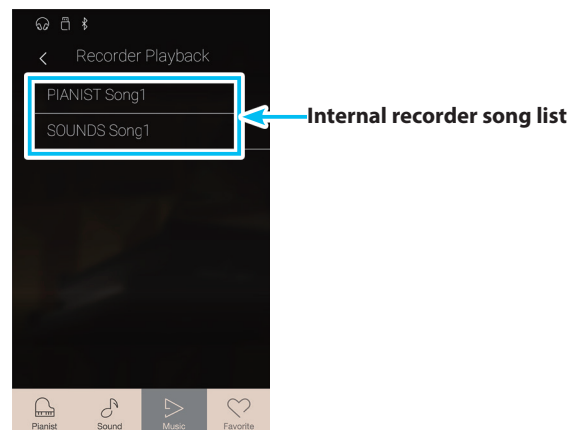 Recorder Playback
PIANIST Song1
SOUNDS Song1
Internal recorder song list
Pianist
Sound
Music
Favorite